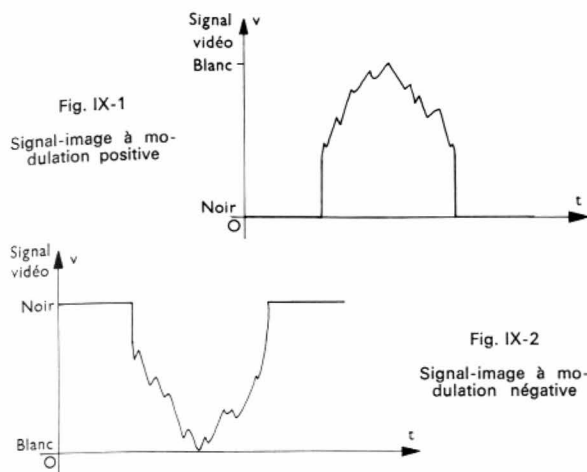 Signal
vidéo
v
Blanc
Fig. IX-1
Signal-image à mo-
dulation positive
Noir
O
t
Signal
vidéo
v
Noir
Fig. IX-2
Signal-image à mo-
dulation négative
Blanc
O
t